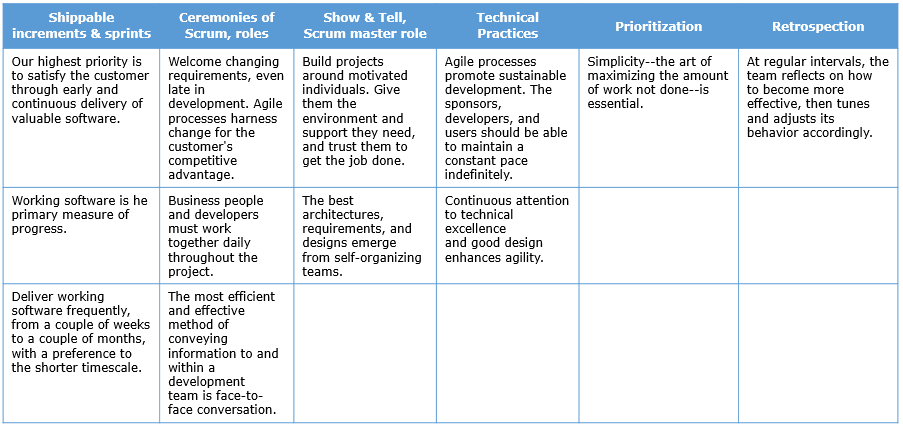 Shippable
increments & sprints
Ceremonies of
Scrum, roles
Show & Tell,
Scrum master role
Technical
Practices
Prioritization
Retrospection
Our highest priority is
to satisfy the customer
through early and
continuous delivery of
valuable software.
Welcome changing
requirements, even
late in
development. Agile
processes harness
change for the
customer's
competitive
advantage.
Build projects
around motivated
individuals. Give
them the
environment and
support they need,
and trust them to
get the job done.
Agile processes
promote sustainable
development. The
sponsors,
developers, and
users should be able
to maintain a
constant pace
indefinitely.
Simplicity--the art of
maximizing the amount
of work not done--is
essential.
At regular intervals, the
team reflects on how
to become more
effective, then tunes
and adjusts its
behavior accordingly.
Working software is he
primary measure of
progress.
Business people
and developers
must work
together daily
throughout the
project.
The best
architectures,
requirements, and
designs emerge
from self-organizing
teams.
Continuous attention
to technical
excellence
and good design
enhances agility.
Deliver working
software frequently,
from a couple of weeks
to a couple of months,
with a preference to
the shorter timescale.
The most efficient
and effective
method of
conveying
information to and
within a
development
team is face-to-
face conversation.